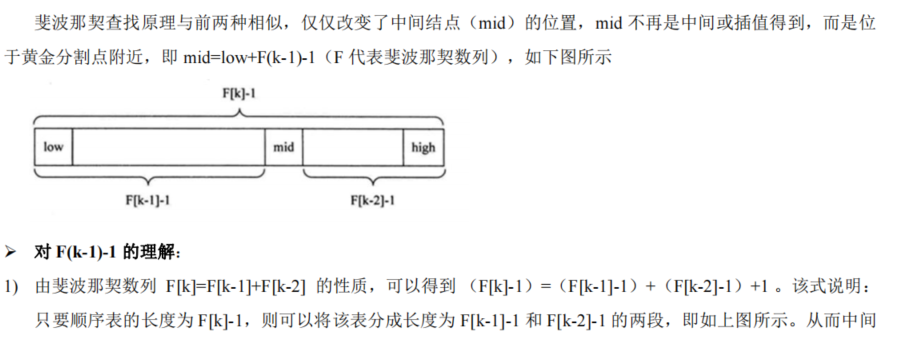 斐波那契查找原理与前两种相似，仅仅改变了中间结点（mid）的位置，mid 不再是中间或插值得到，而是位
于黄金分割点附近，即 mid=low+F(k-1)-1（F 代表斐波那契数列），如下图所示
F[k]-1
low mid high
F[k-1]-1 F[k-2]-1
➢ 对 F(k-1)-1 的理解：
1) 由斐波那契数列 F[k]=F[k-1]+F[k-2] 的性质，可以得到 （F[k]-1）=（F[k-1]-1）+（F[k-2]-1）+1 。该式说明：
只要顺序表的长度为 F[k]-1，则可以将该表分成长度为 F[k-1]-1 和 F[k-2]-1 的两段，即如上图所示。从而中间